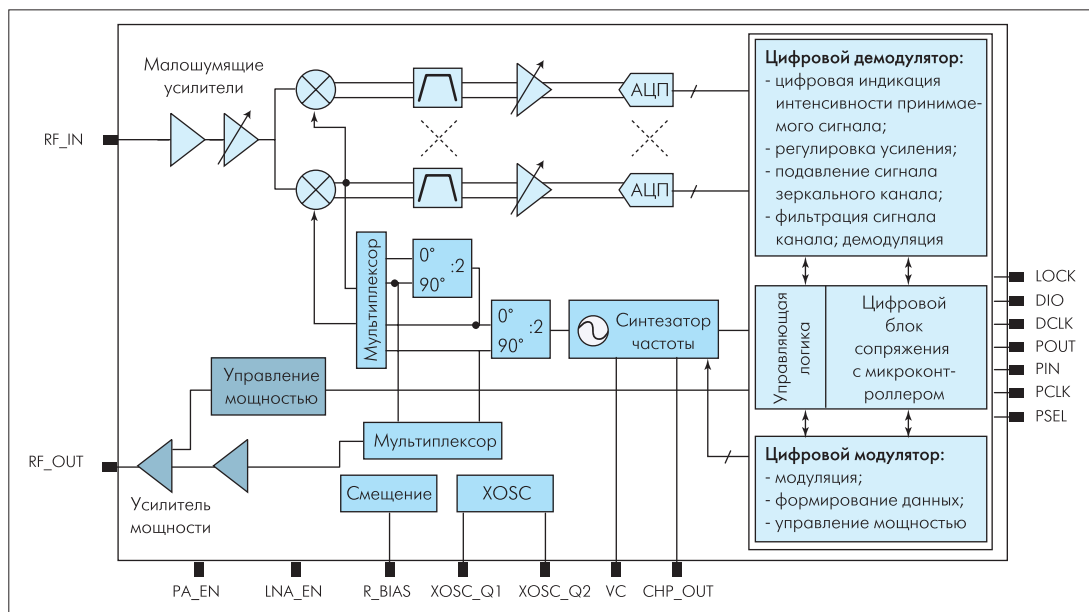 Малошумящие
усилители
RF_IN
АЦП
АЦП
Цифровой демодулятор:
- цифровая индикация
интенсивности принимае-
мого сигнала;
- регулировка усиления;
- подавление сигнала
зеркального канала;
- фильтрация сигнала
канала; демодуляция
Мультиплексор
0°
:2
90°
0°
:2
90°
Синтезатор
частоты
Управляющая
логика
Цифровой
блок
сопряжения
с микроконт-
роллером
LOCK
DIO
DCLK
POUT
PIN
PCLK
PSEL
Управление
мощностью
Мультиплексор
RF_OUT
Усилитель
мощности
Смещение
XOSC
Цифровой модулятор:
- модуляция;
- формирование данных;
- управление мощностью
PA_EN
LNA_EN
R_BIAS
XOSC_Q1
XOSC_Q2
VC
CHP_OUT